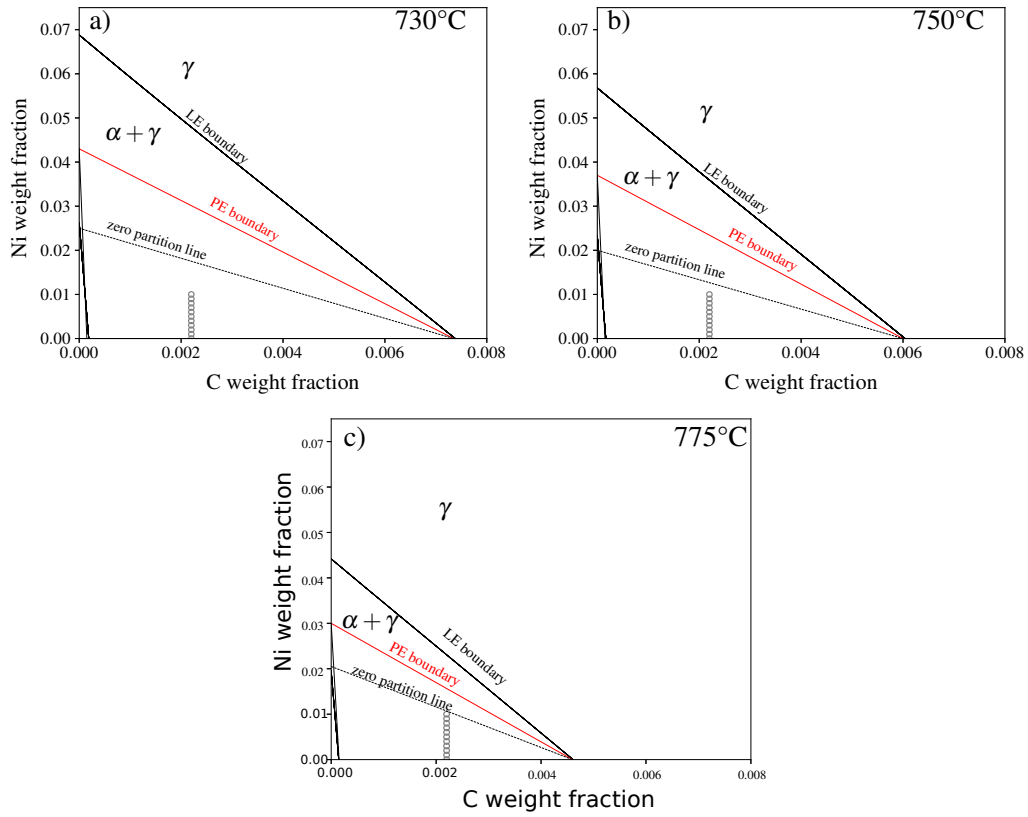 a)
730°C
γ
α + γ
LE boundary
PE boundary
zero partition line
Ni weight fraction
0.07
0.06
0.05
0.04
0.03
0.02
0.01
0.00
0.000 0.002 0.004 0.006 0.008
C weight fraction
b)
750°C
γ
α + γ
LE boundary
PE boundary
zero partition line
Ni weight fraction
0.07
0.06
0.05
0.04
0.03
0.02
0.01
0.00
0.000 0.002 0.004 0.006 0.008
C weight fraction
c)
775°C
γ
α + γ
LE boundary
PE boundary
zero partition line
Ni weight fraction
0.07
0.06
0.05
0.04
0.03
0.02
0.01
0.00
0.000 0.002 0.004 0.006 0.008
C weight fraction